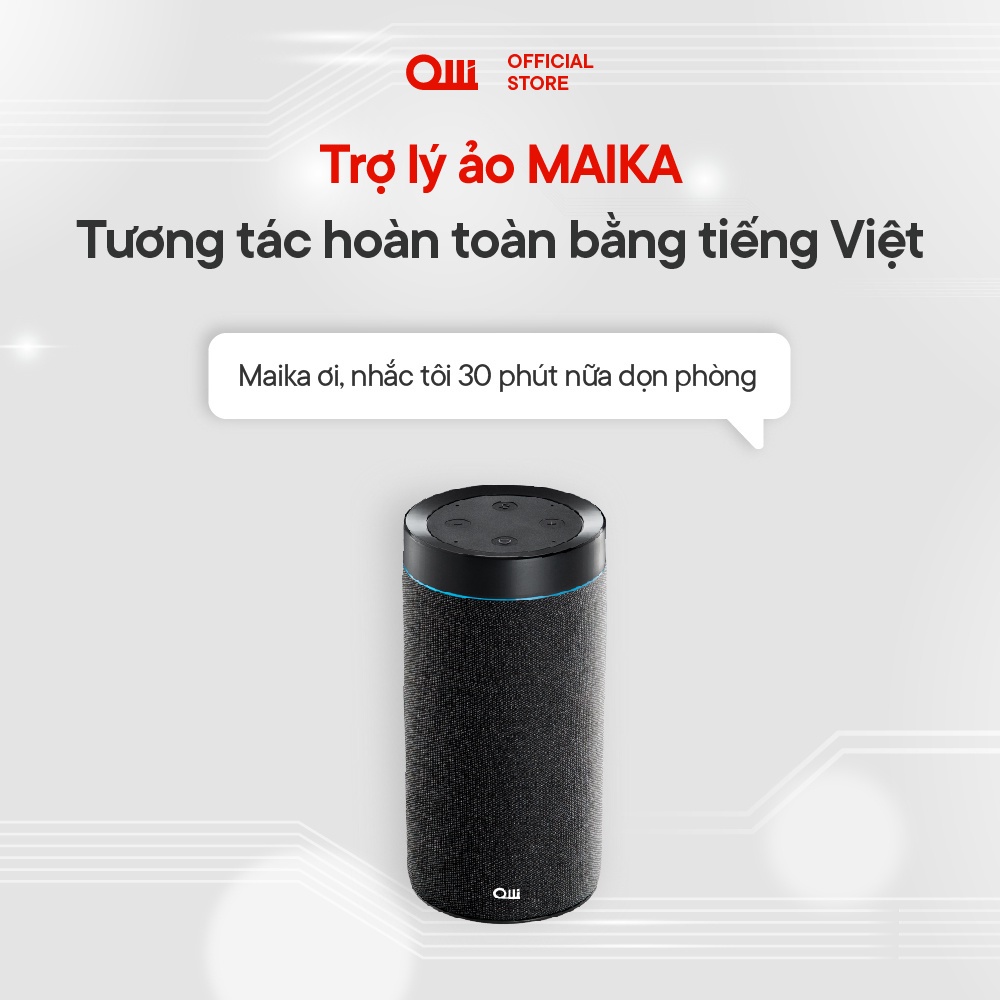 OLLI
OFFICIAL
STORE
Trợ lý ảo MAIKA
Tương tác hoàn toàn bằng tiếng Việt
Maika ơi, nhắc tôi 30 phút nữa dọn phòng
OLLI